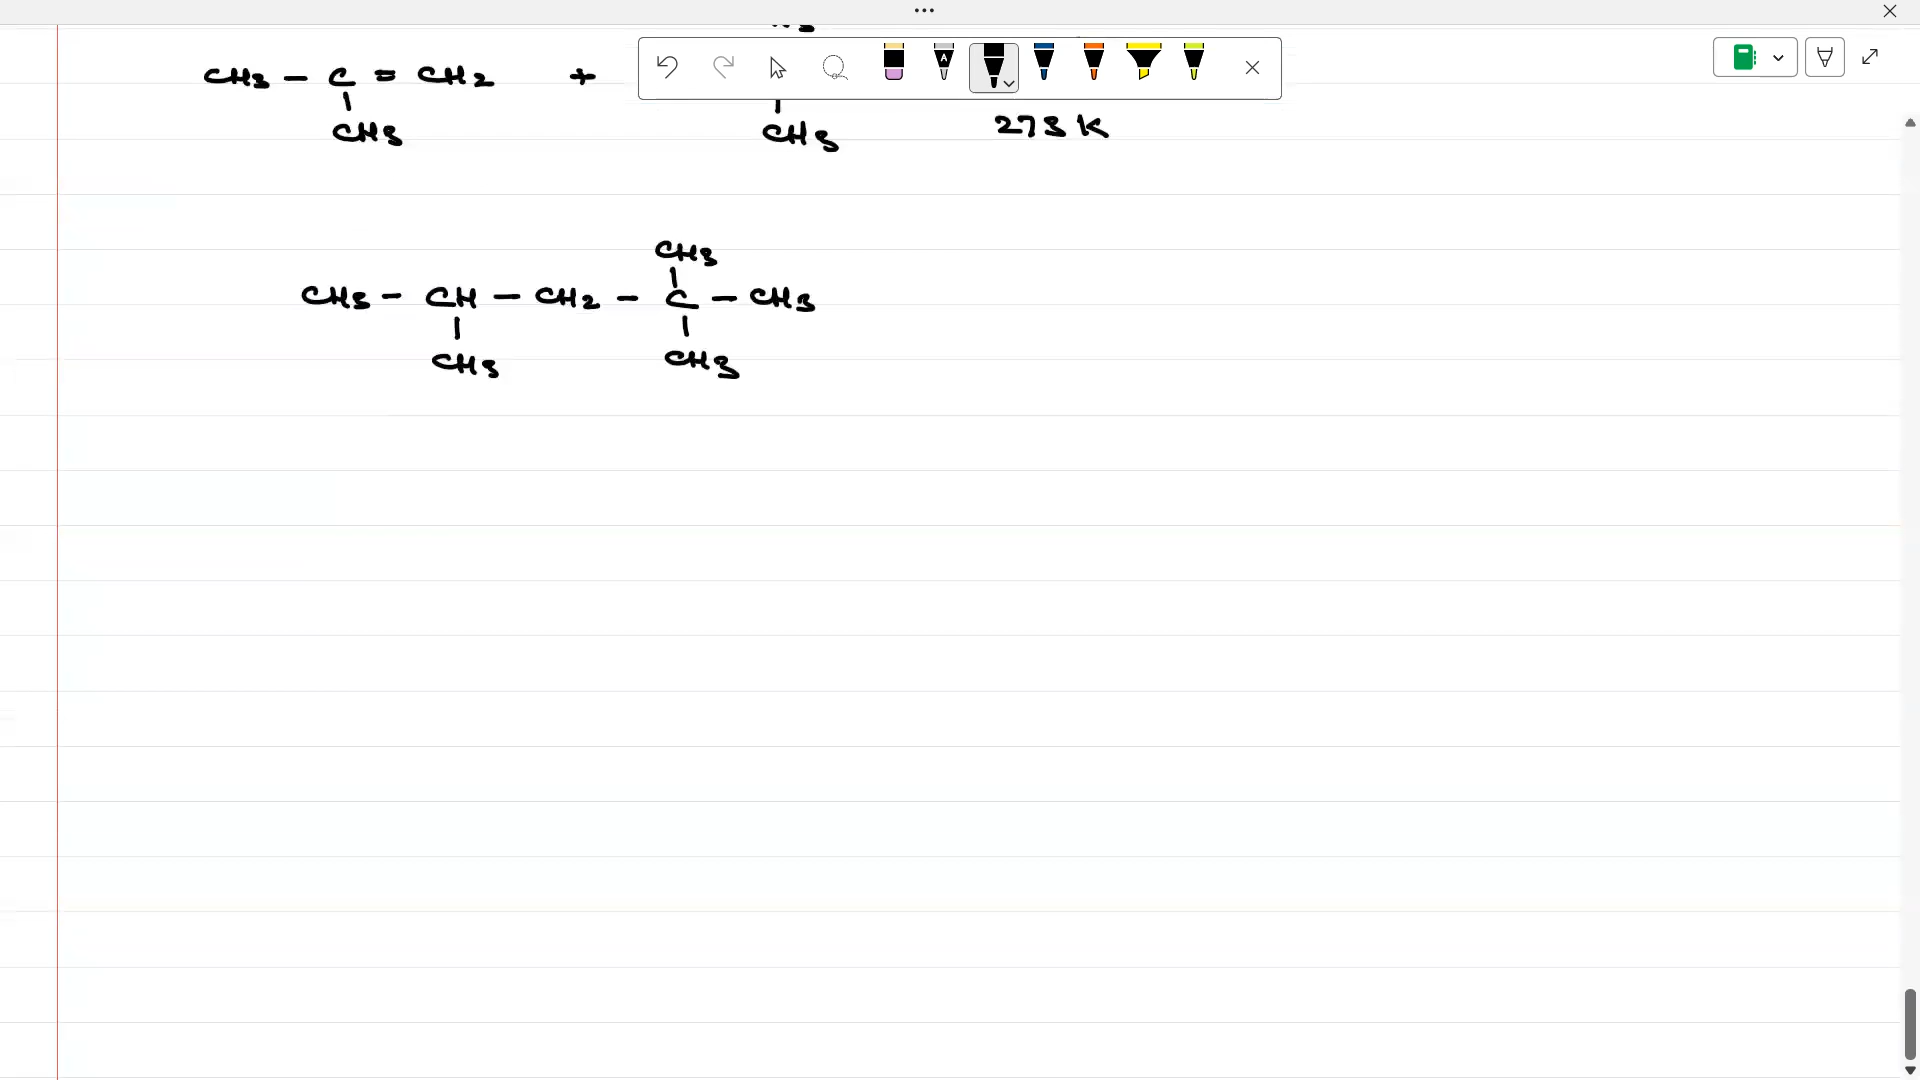 CH3 - C = CH2 +
CH3 CH3 273 K
CH3
CH3 - CH - CH2 - C - CH3
CH3 CH3